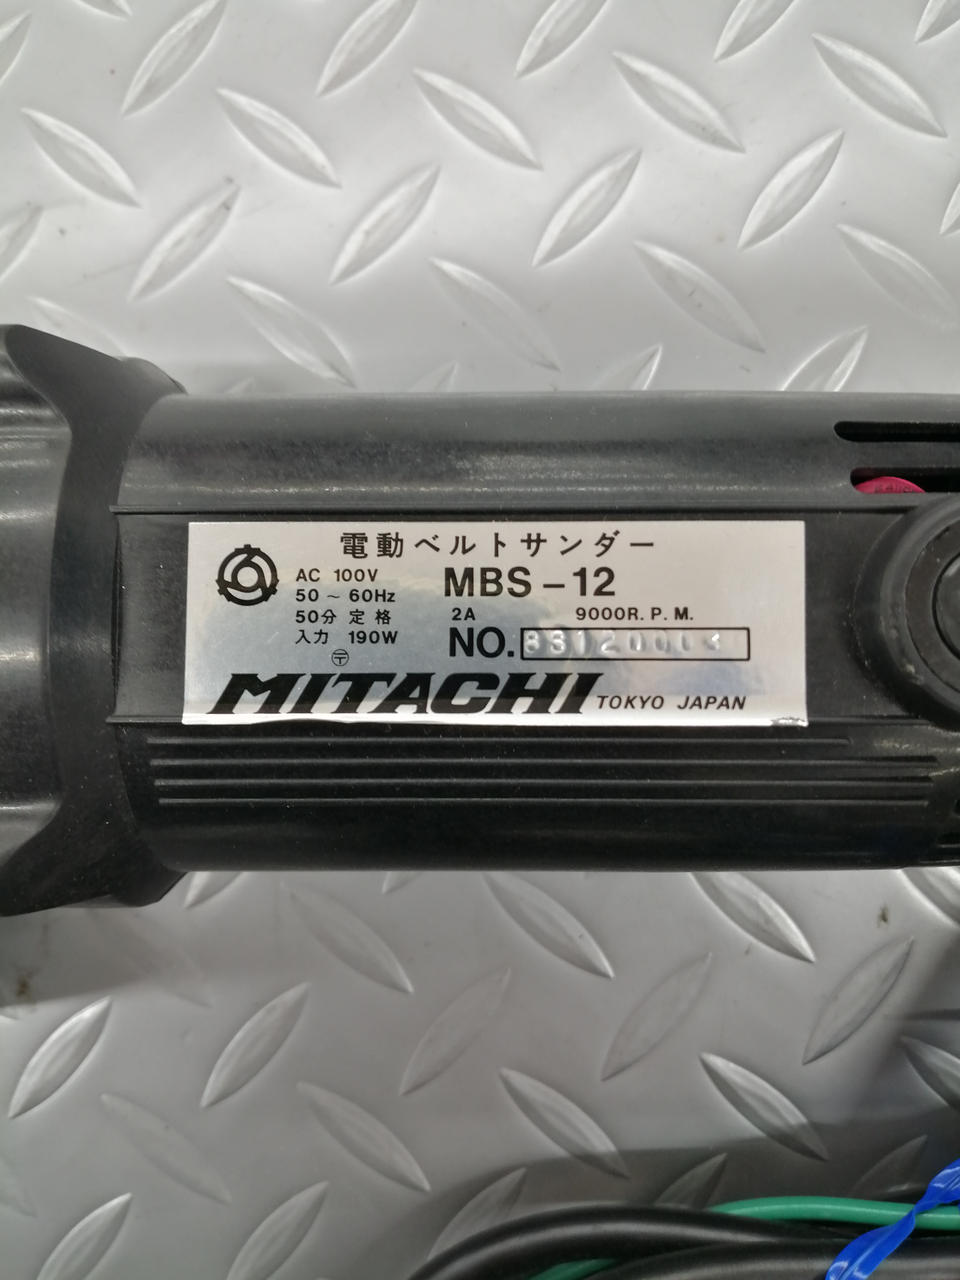 電動ベルトサンダー
AC 100V
MBS-12
50～60Hz
50分 定格
2A 9000R.P.M.
入力 190W
NO.
〒
MITACHI TOKYO JAPAN